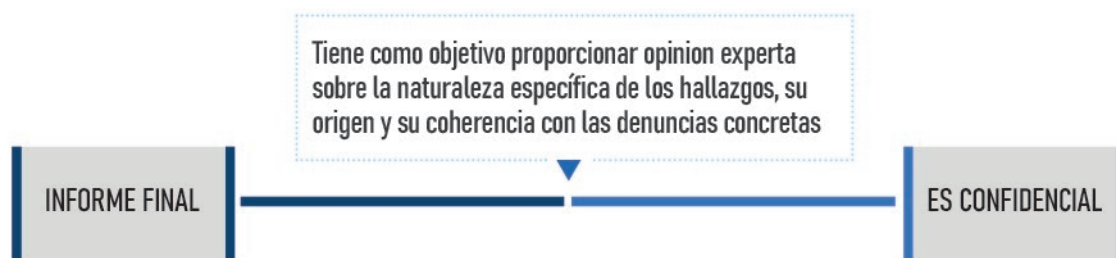 Tiene como objetivo proporcionar opinion experta
sobre la naturaleza específica de los hallazgos, su
origen y su coherencia con las denuncias concretas
INFORME FINAL
ES CONFIDENCIAL